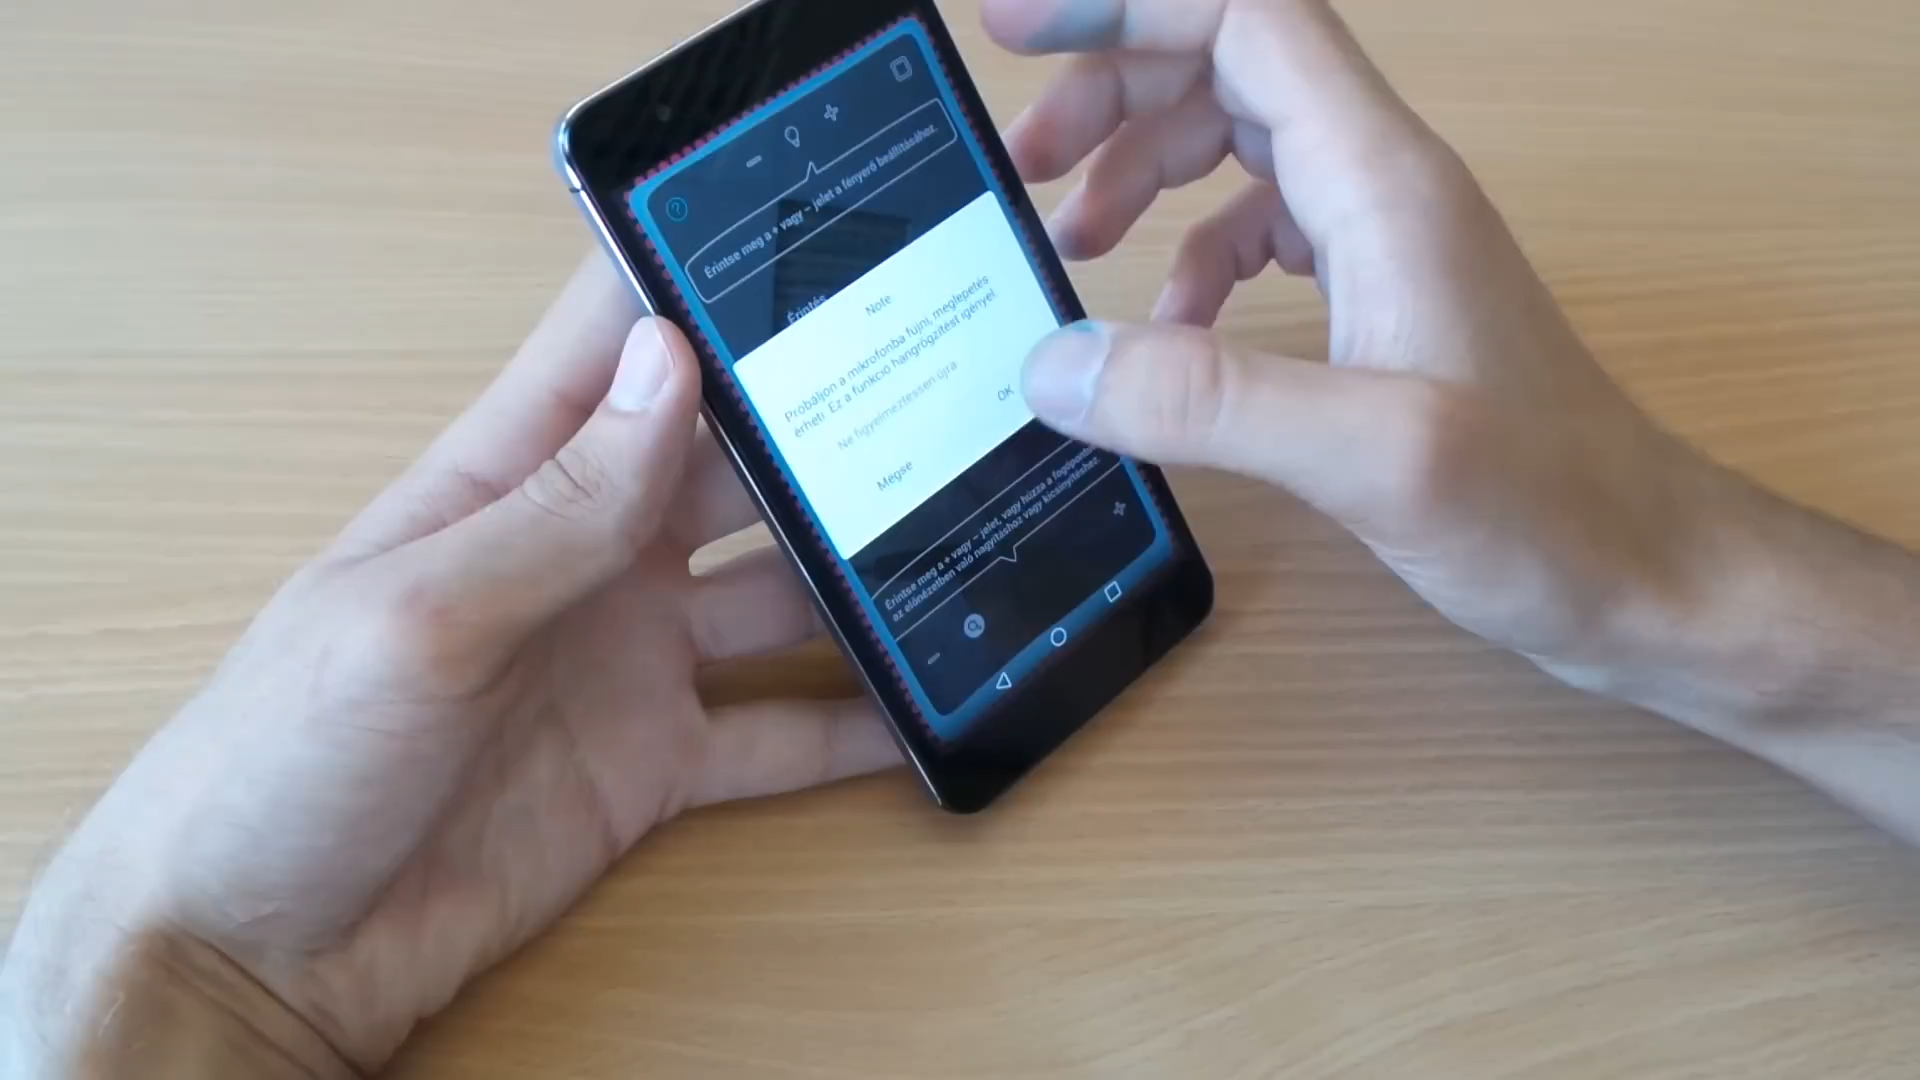 Érintse meg a + vagy – jelet a fényerő beállításához.
Érintés
Note
Próbáljon a mikrofonba fújni, meglepetés
érheti. Ez a funkció hangrögzítést igényel.
Ne figyelmeztessen újra
OK
Mégse
Érintse meg a + vagy – jelet, vagy húzza a
az előnézetben való nagyításhoz vagy kicsinyítéshez.